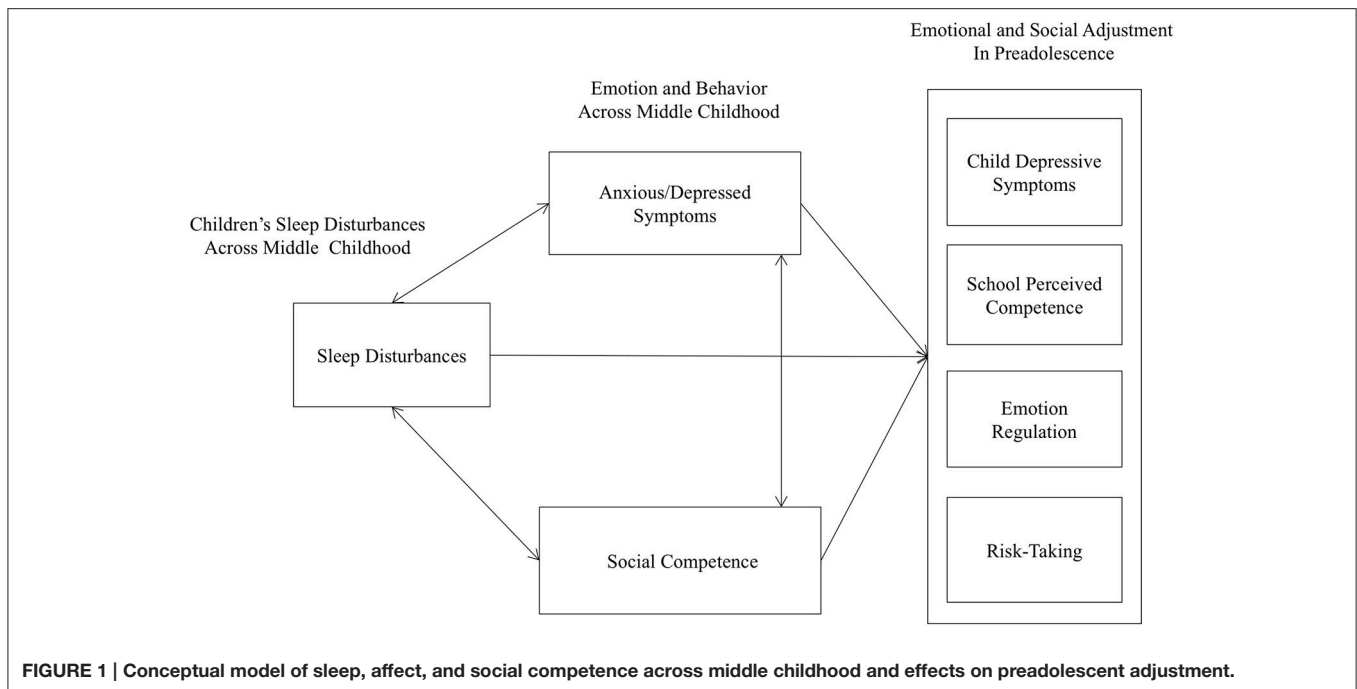 Emotional and Social Adjustment
In Preadolescence
Emotion and Behavior
Across Middle Childhood
Children's Sleep Disturbances
Across Middle Childhood
Anxious/Depressed
Symptoms
Sleep Disturbances
Social Competence
Child Depressive
Symptoms
School Perceived
Competence
Emotion
Regulation
Risk-Taking
FIGURE 1 | Conceptual model of sleep, affect, and social competence across middle childhood and effects on preadolescent adjustment.